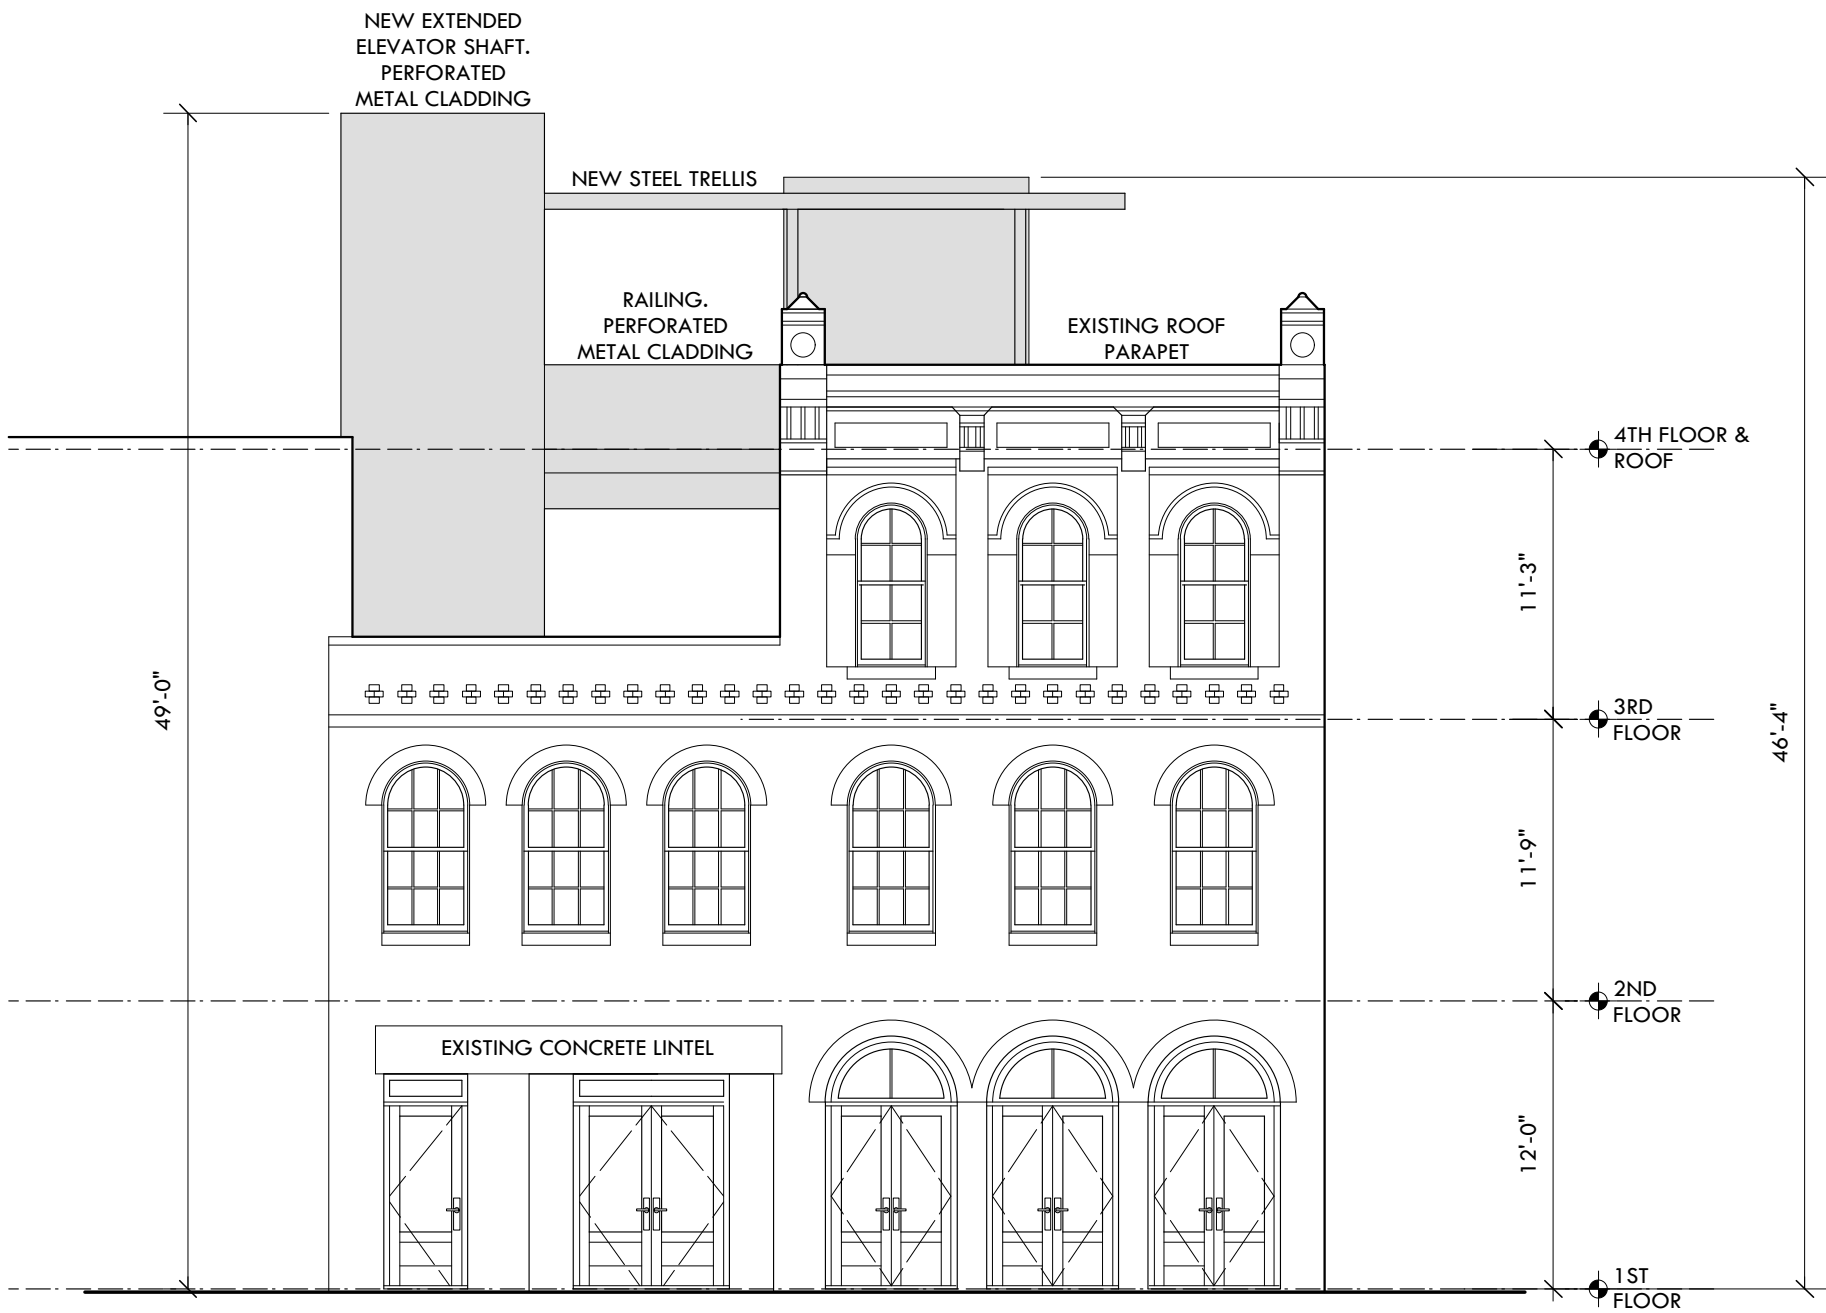 NEW EXTENDED
ELEVATOR SHAFT.
PERFORATED
METAL CLADDING
NEW STEEL TRELLIS
RAILING.
PERFORATED
METAL CLADDING
EXISTING ROOF
PARAPET
4TH FLOOR &
ROOF
11'-3"
49'-0"
3RD
FLOOR
46'-4"
11'-9"
2ND
FLOOR
EXISTING CONCRETE LINTEL
12'-0"
1ST
FLOOR